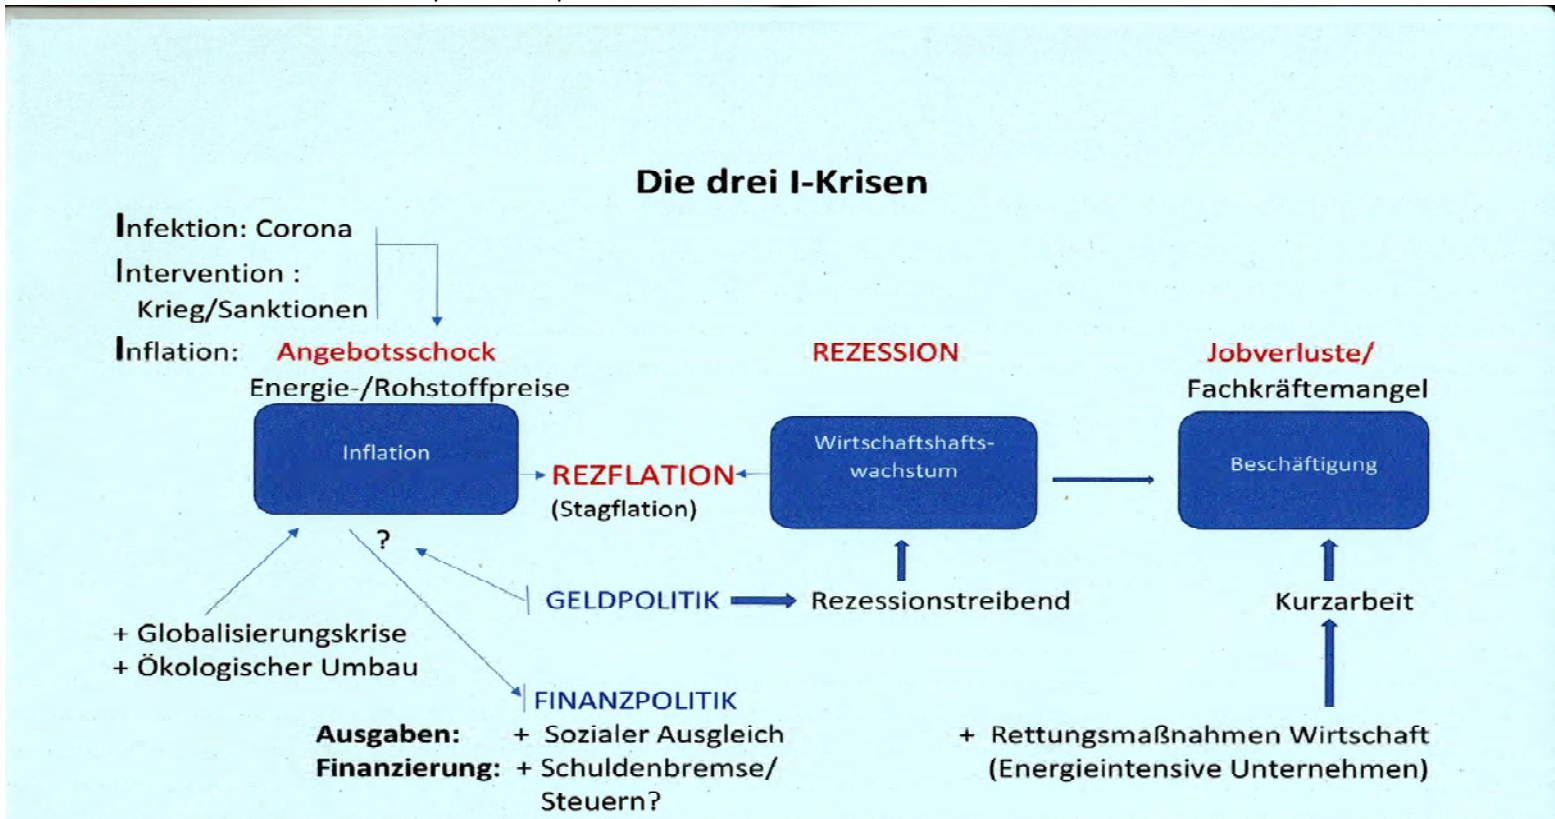 Die drei I-Krisen
Infektion: Corona
Intervention :
Krieg/Sanktionen
Inflation: Angebotsschock
Energie-/Rohstoffpreise
REZESSION
Jobverluste/
Fachkräftemangel
Inflation
REZFLATION
(Stagflation)
Wirtschaftshafts-
wachstum
Beschäftigung
?
GELDPOLITIK
Rezessionstreibend
Kurzarbeit
+ Globalisierungskrise
+ Ökologischer Umbau
FINANZPOLITIK
Ausgaben: + Sozialer Ausgleich
Finanzierung: + Schuldenbremse/
Steuern?
+ Rettungsmaßnahmen Wirtschaft
(Energieintensive Unternehmen)